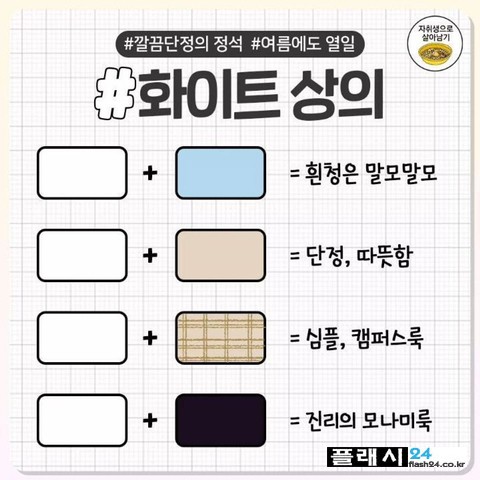 #깔끔단정의 정석 #여름에도 열일
자취생으로
살아남기
#화이트 상의
+ = 흰청은 말모말모
+ = 단정, 따뜻함
+ = 심플, 캠퍼스룩
+ = 진리의 모나미룩
플래시24
flash24.co.kr